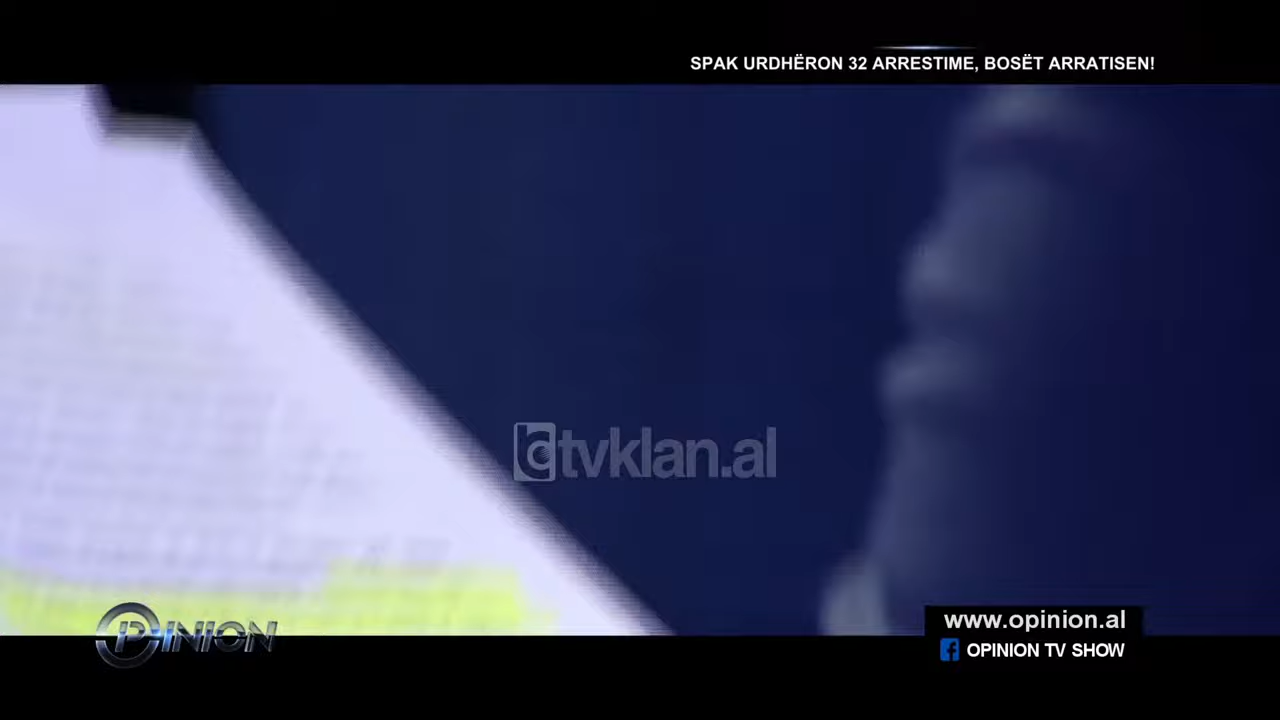 SPAK URDHËRON 32 ARRESTIME, BOSËT ARRATISEN!
tvklan.al
OPINION
www.opinion.al
OPINION TV SHOW